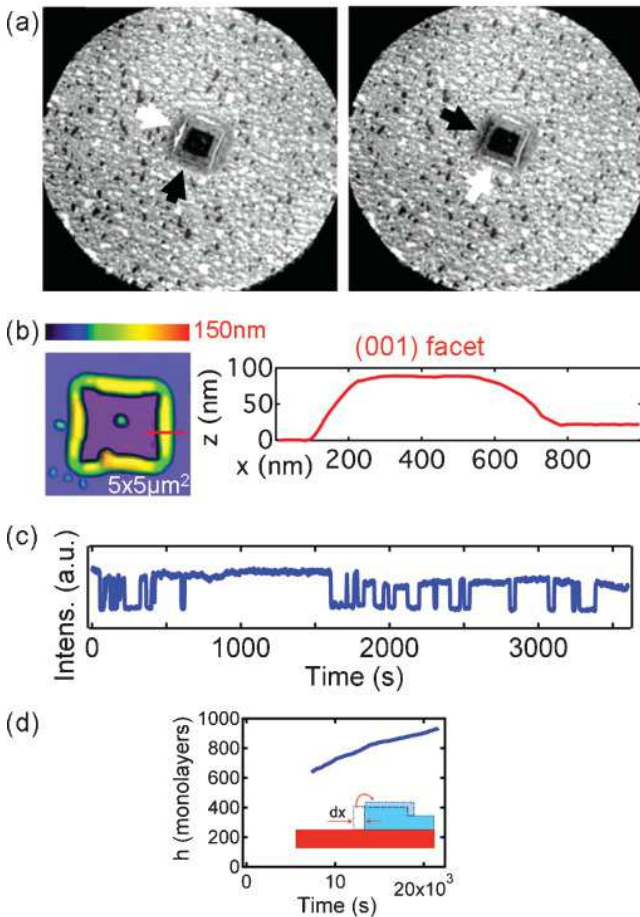 (a)
(b)
150nm
5x5μm²
(001) facet
z (nm)
100
50
0
x (nm)
200
400
600
800
(c)
Intens. (a.u.)
0
1000
2000
3000
Time (s)
(d)
h (monolayers)
1000
800
600
400
200
0
dx
0
10
20x10³
Time (s)